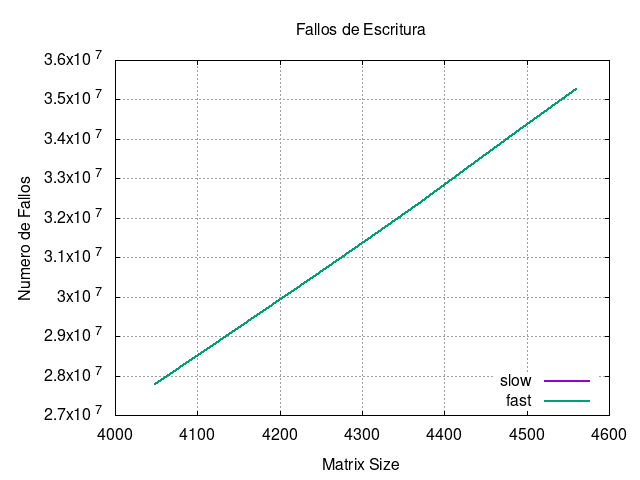 Fallos de Escritura
3.6x10 7
3.5x10 7
3.4x10 7
3.3x10 7
3.2x10 7
3.1x10 7
3x10 7
2.9x10 7
2.8x10 7
2.7x10 7
Numero de Fallos
slow
fast
4000 4100 4200 4300 4400 4500 4600
Matrix Size